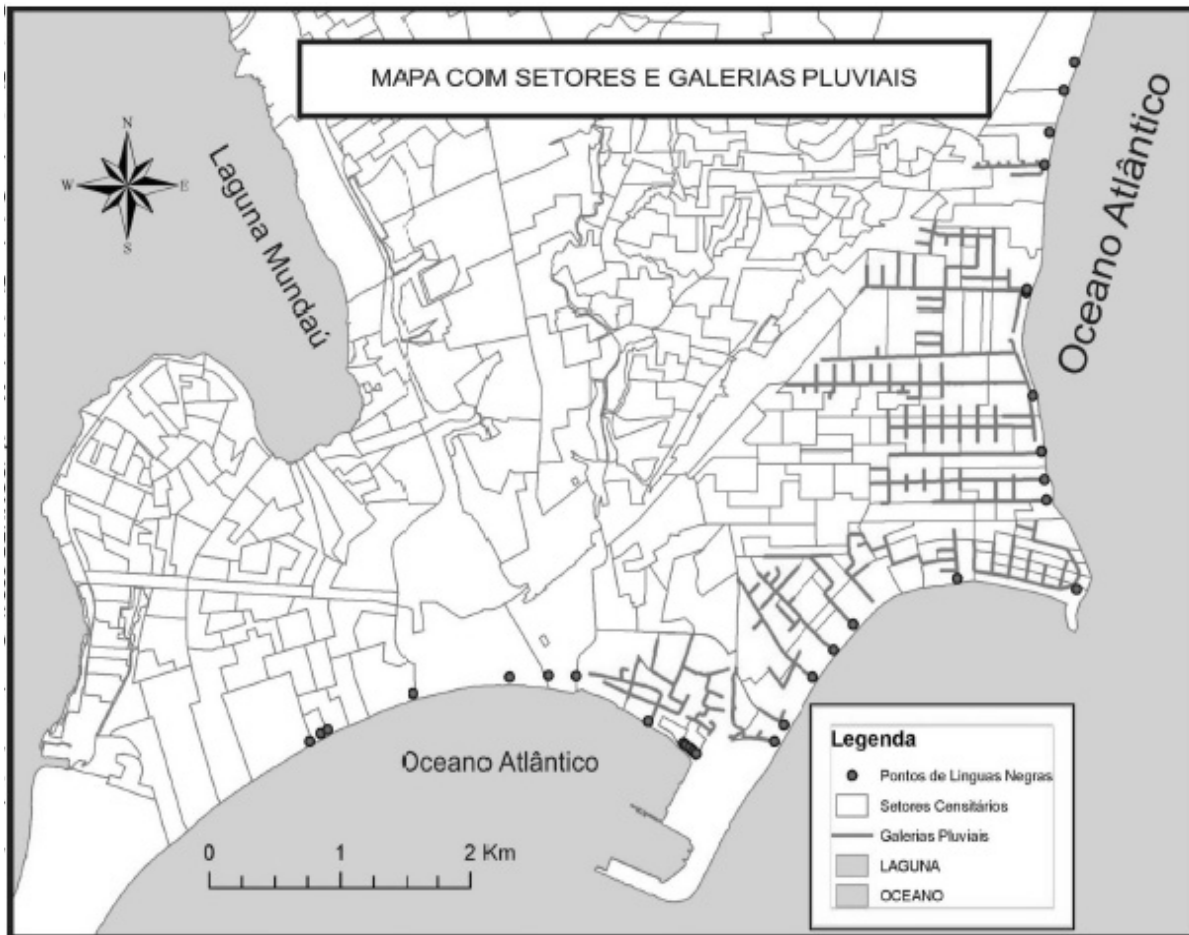 MAPA COM SETORES E GALERIAS PLUVIAIS
N
W
E
S
Laguna Mundaú
Oceano Atlântico
Oceano Atlântico
0 1 2 Km
Legenda
Pontos de Linguas Negras
Setores Censitários
Galerias Pluviais
LAGUNA
OCEANO